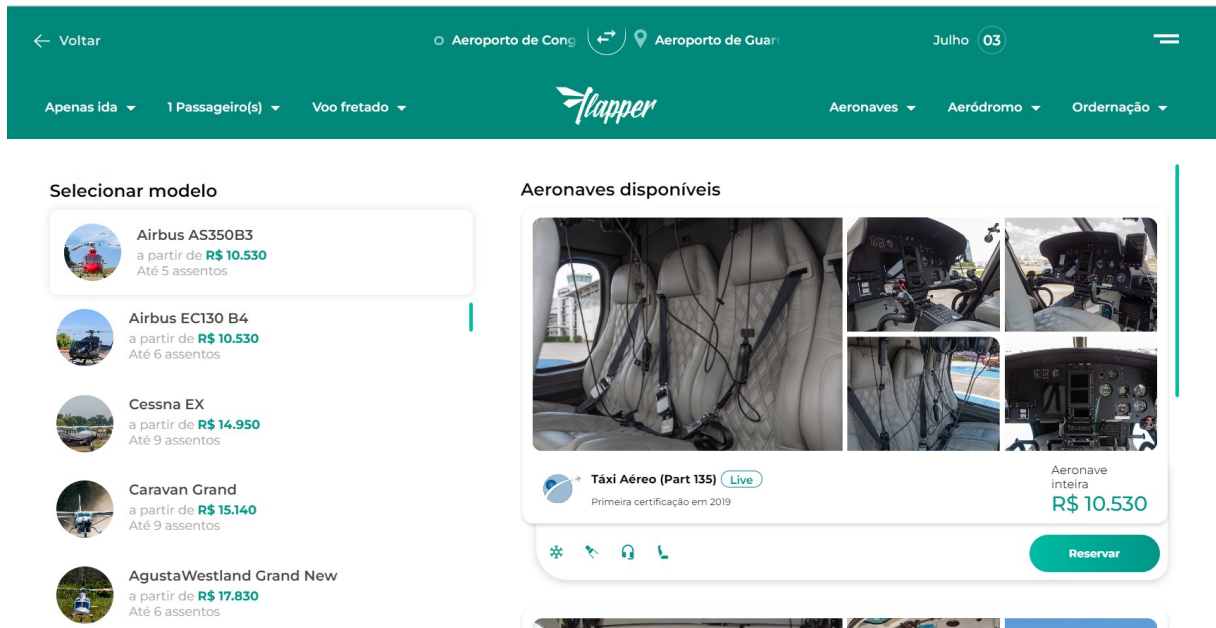 Voltar
Aeroporto de Cong
Aeroporto de Guaru
Julho 03
Apenas ida
1 Passageiro(s)
Voo fretado
flapper
Aeronaves
Aeródromo
Ordernação
Selecionar modelo
Airbus AS350B3
a partir de R$ 10.530
Até 5 assentos
Airbus EC130 B4
a partir de R$ 10.530
Até 6 assentos
Cessna EX
a partir de R$ 14.950
Até 9 assentos
Caravan Grand
a partir de R$ 15.140
Até 9 assentos
AgustaWestland Grand New
a partir de R$ 17.830
Até 6 assentos
Aeronaves disponíveis
Táxi Aéreo (Part 135) Live
Primeira certificação em 2019
Aeronave
inteira
R$ 10.530
Reservar